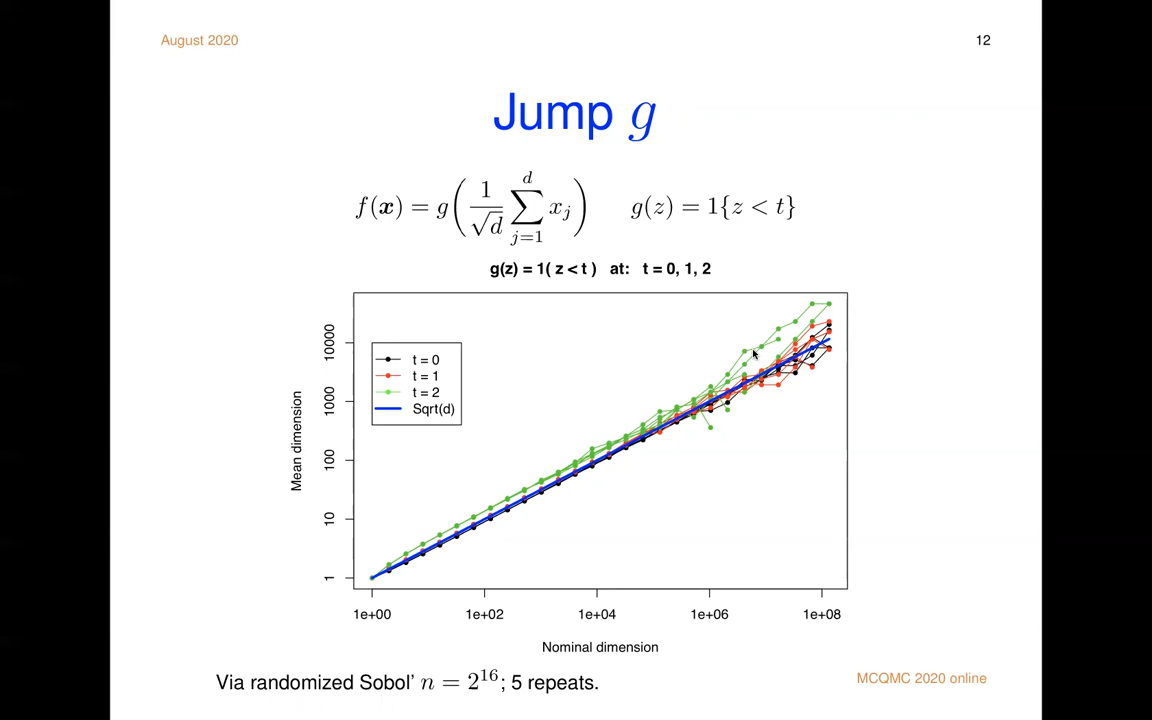 August 2020
12
Jump g
f(x) = g(1/√d ∑_{j=1}^{d} x_j)   g(z) = 1{z < t}
g(z) = 1( z < t )  at:  t = 0, 1, 2
Mean dimension
10000
1000
100
10
1
t = 0
t = 1
t = 2
Sqrt(d)
1e+00 1e+02 1e+04 1e+06 1e+08
Nominal dimension
Via randomized Sobol’ n = 2^{16}; 5 repeats.
MCQMC 2020 online